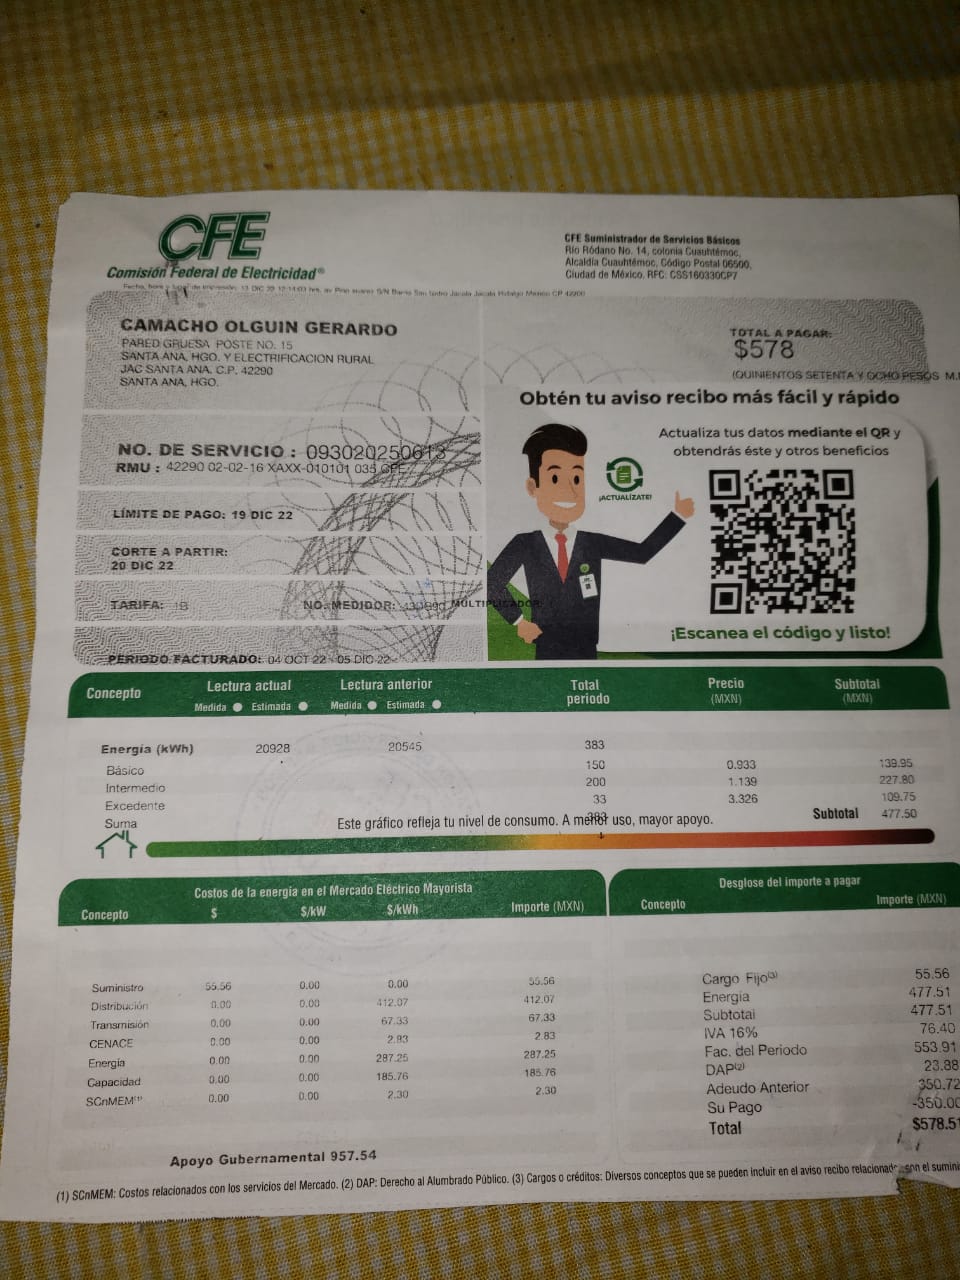 CFE
Comisión Federal de Electricidad®
CFE Suministrador de Servicios Básicos
Río Ródano No. 14, colonia Cuauhtémoc,
Alcaldía Cuauhtémoc, Código Postal 06500,
Ciudad de México. RFC: CSS160330CP7
Fecha, hora y lugar de impresión: 13 DIC 22 hrs. S/N Barrio San Jacala Jacala Hidalgo Mexico CP 42200
CAMACHO OLGUIN GERARDO
PARED GRUESA POSTE NO. 15
SANTA ANA, HGO. Y ELECTRIFICACION RURAL
JAC SANTA ANA. C.P. 42290
SANTA ANA, HGO.
TOTAL A PAGAR:
$578
(QUINIENTOS SETENTA Y OCHO PESOS M.
NO. DE SERVICIO : 093020250613
RMU : 42290 02-02-16 XAXX-010101 035 CFE
LÍMITE DE PAGO: 19 DIC 22
CORTE A PARTIR:
20 DIC 22
TARIFA: 1B NO. MEDIDOR: MULTIPLICADOR:
PERIODO FACTURADO: 04 OCT 22 - 05 DIC 22
Obtén tu aviso recibo más fácil y rápido
Actualiza tus datos mediante el QR y
obtendrás éste y otros beneficios
¡ACTUALÍZATE!
¡Escanea el código y listo!
Concepto Lectura actual Lectura anterior Total periodo Precio (MXN) Subtotal (MXN)
Medida Estimada Medida Estimada
Energía (kWh) 20928 20545 383
Básico 150 0.933 139.95
Intermedio 200 1.139 227.80
Excedente 33 3.326 109.75
Suma 383 Subtotal 477.50
Este gráfico refleja tu nivel de consumo. A menor uso, mayor apoyo.
Costos de la energía en el Mercado Eléctrico Mayorista
Concepto $ $/kW $/kWh Importe (MXN)
Suministro 55.56 0.00 0.00 55.56
Distribución 0.00 0.00 412.07 412.07
Transmisión 0.00 0.00 67.33 67.33
CENACE 0.00 0.00 2.83 2.83
Energía 0.00 0.00 287.25 287.25
Capacidad 0.00 0.00 185.76 185.76
SCnMEM(1) 0.00 0.00 2.30 2.30
Apoyo Gubernamental 957.54
Desglose del importe a pagar
Concepto Importe (MXN)
Cargo Fijo(3) 55.56
Energía 477.51
Subtotal 477.51
IVA 16% 76.40
Fac. del Periodo 553.91
DAP(2) 23.88
Adeudo Anterior 350.72
Su Pago -350.00
Total $578.51
(1) SCnMEM: Costos relacionados con los servicios del Mercado. (2) DAP: Derecho al Alumbrado Público. (3) Cargos o créditos: Diversos conceptos que se pueden incluir en el aviso recibo relacionad son el sumini